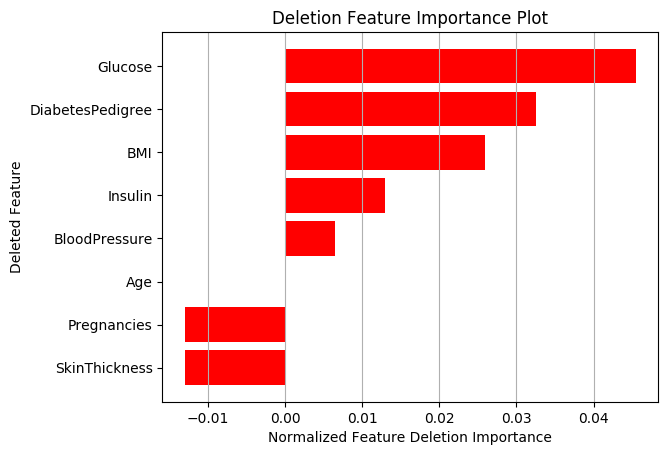 Deletion Feature Importance Plot
Deleted Feature
Glucose
DiabetesPedigree
BMI
Insulin
BloodPressure
Age
Pregnancies
SkinThickness
−0.01 0.00 0.01 0.02 0.03 0.04
Normalized Feature Deletion Importance